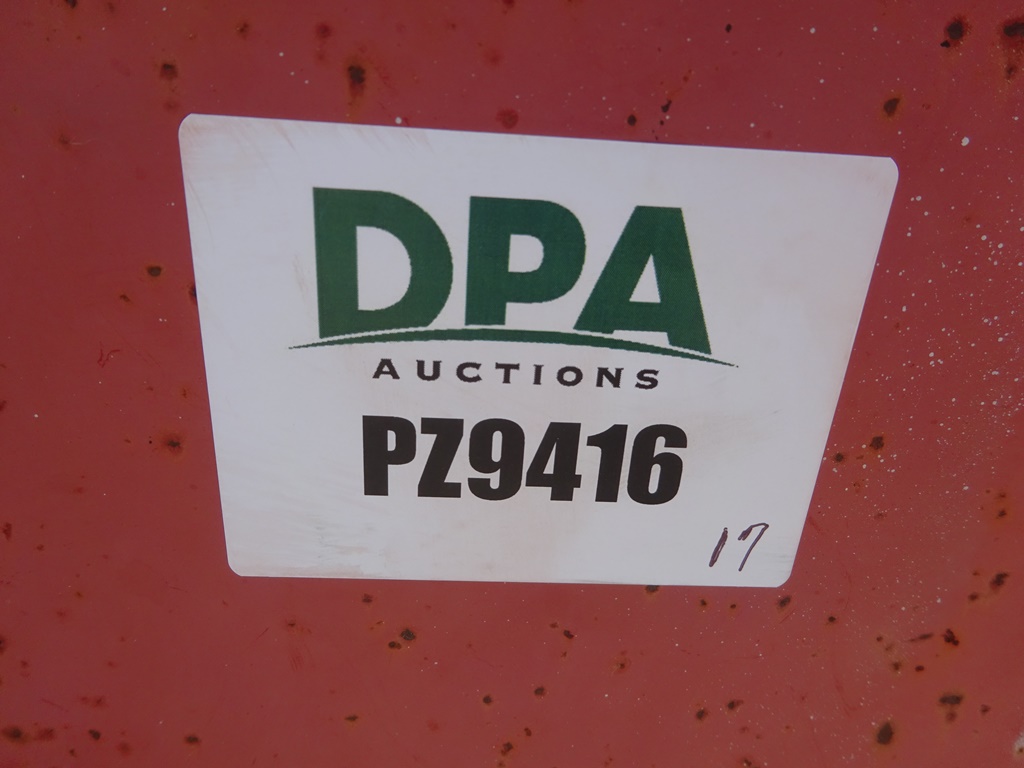 DPA
AUCTIONS
PZ9416
17